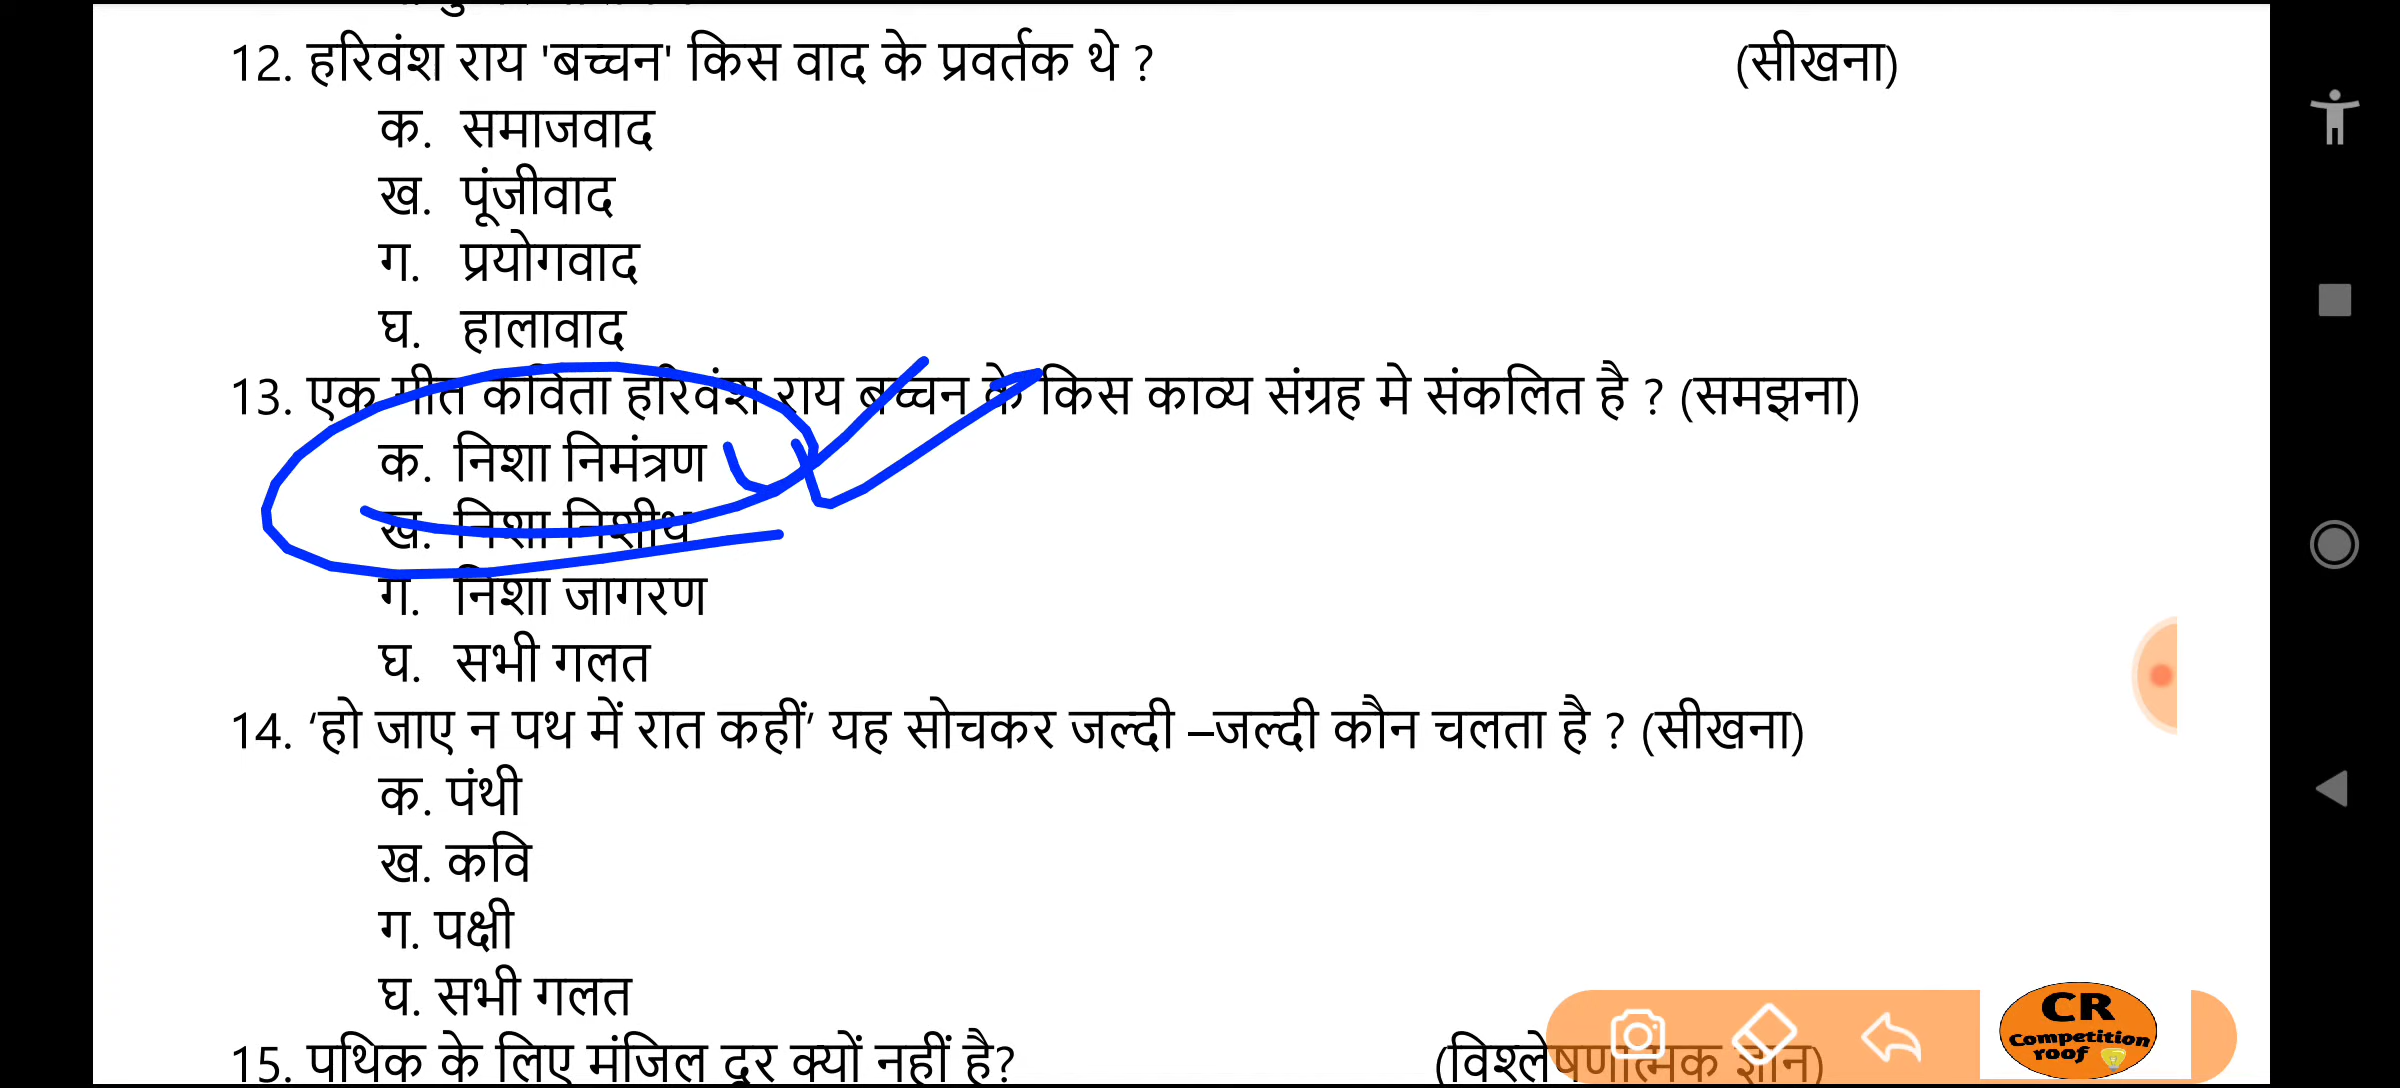 12. हरिवंश राय 'बच्चन' किस वाद के प्रवर्तक थे ? (सीखना)
क. समाजवाद
ख. पूंजीवाद
ग. प्रयोगवाद
घ. हालावाद
13. एक गीत कविता हरिवंश राय बच्चन के किस काव्य संग्रह मे संकलित है ? (समझना)
क. निशा निमंत्रण
ख. निशा निशीथ
ग. निशा जागरण
घ. सभी गलत
14. ‘हो जाए न पथ में रात कहीं’ यह सोचकर जल्दी –जल्दी कौन चलता है ? (सीखना)
क. पंथी
ख. कवि
ग. पक्षी
घ. सभी गलत
15. पथिक के लिए मंजिल दूर क्यों नहीं है? (विश्लेषणात्मक ज्ञान)
CR
Competition
roof